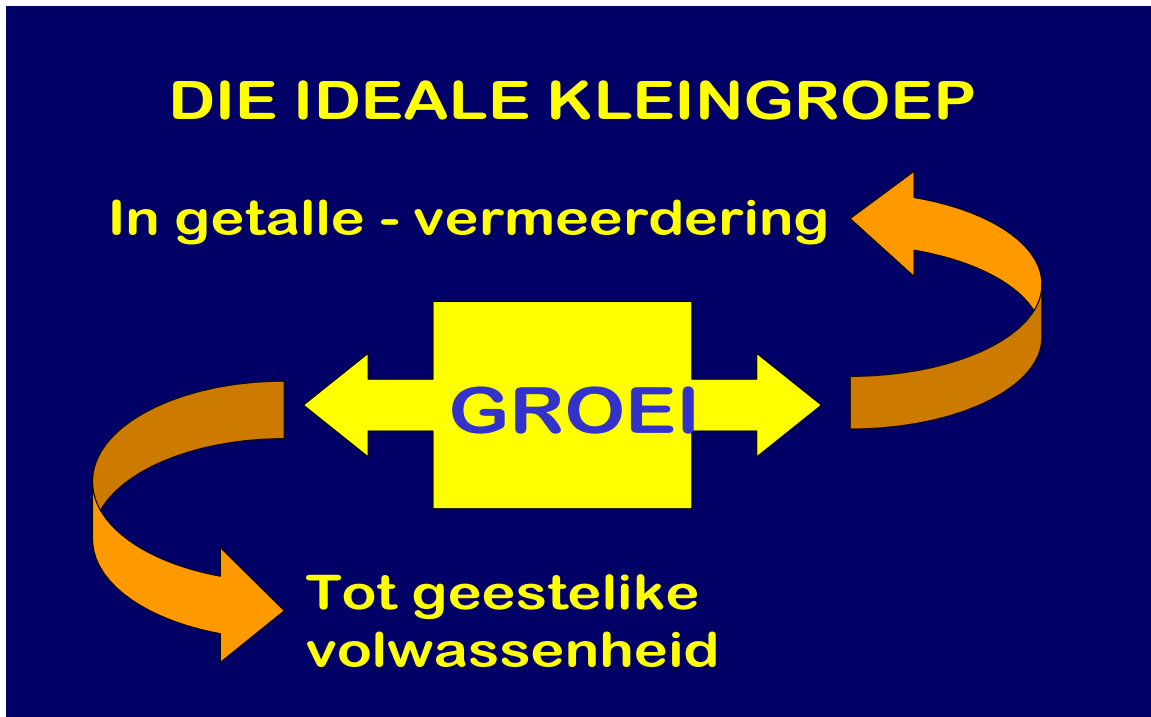 DIE IDEALE KLEINGROEP
In getalle - vermeerdering
GROEI
Tot geestelike
volwassenheid